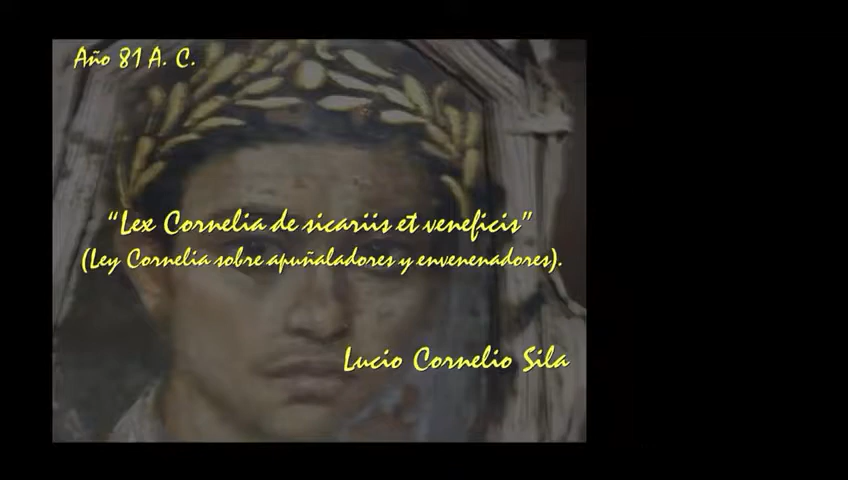 Año 81 A. C.
“Lex Cornelia de sicariis et veneficis”
(Ley Cornelia sobre apuñaladores y envenenadores).
Lucio Cornelio Sila